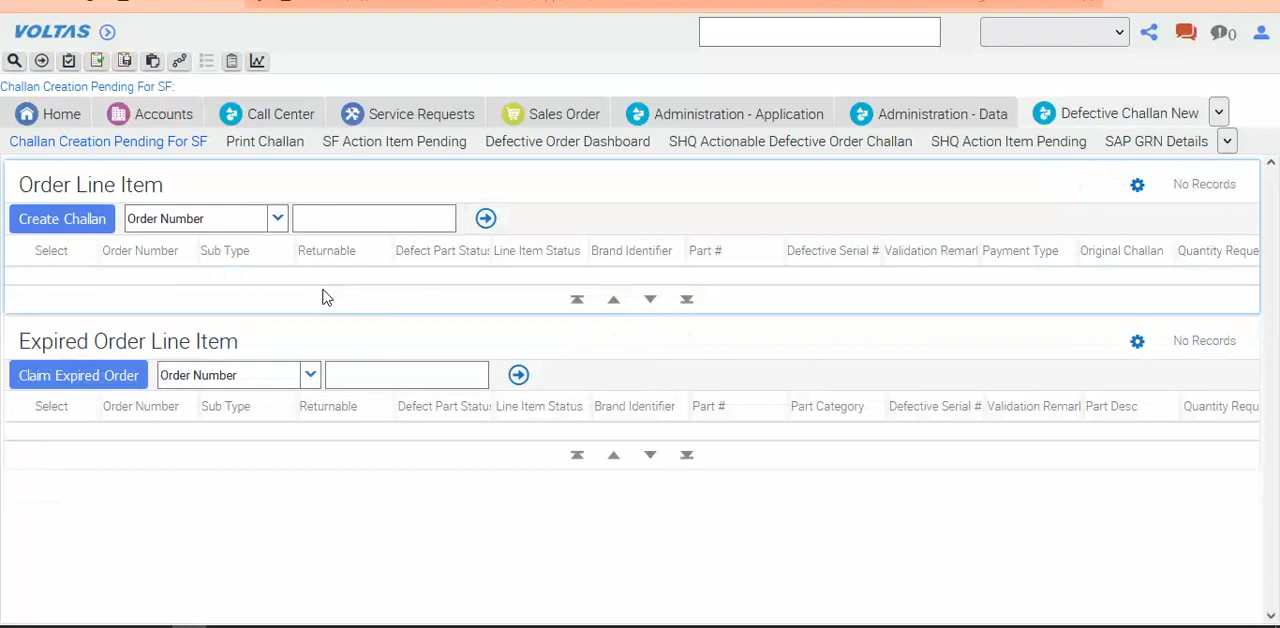 VOLTAS
0
Challan Creation Pending For SF:
Home Accounts Call Center Service Requests Sales Order Administration - Application Administration - Data Defective Challan New
Challan Creation Pending For SF Print Challan SF Action Item Pending Defective Order Dashboard SHQ Actionable Defective Order Challan SHQ Action Item Pending SAP GRN Details
Order Line Item No Records
Create Challan Order Number
Select Order Number Sub Type Returnable Defect Part Statu Line Item Status Brand Identifier Part # Defective Serial # Validation Remarl Payment Type Original Challan Quantity Reque
Expired Order Line Item No Records
Claim Expired Order Order Number
Select Order Number Sub Type Returnable Defect Part Statu Line Item Status Brand Identifier Part # Part Category Defective Serial # Validation Remarl Part Desc Quantity Requ